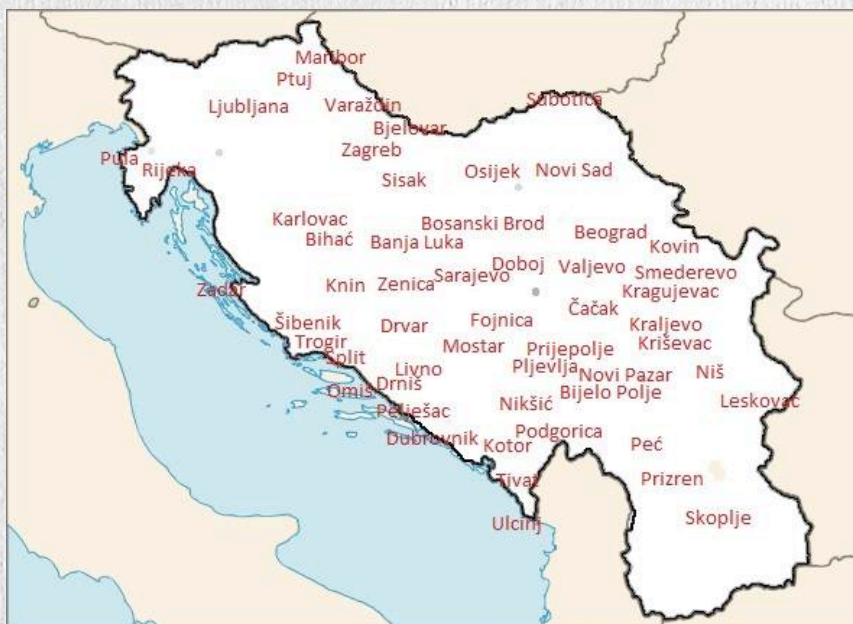 Maribor
Ptuj
Ljubljana
Varaždin
Subotica
Bjelovar
Zagreb
Pula
Rijeka
Sisak
Osijek
Novi Sad
Karlovac
Bosanski Brod
Bihać
Banja Luka
Beograd
Kovin
Doboj
Valjevo
Smederevo
Sarajevo
Zadar
Knin
Zenica
Kragujevac
Čačak
Šibenik
Drvar
Fojnica
Kraljevo
Trogir
Mostar
Prijepolje
Kriševac
Split
Livno
Pljevlja
Novi Pazar
Niš
Omiš
Drniš
Bijelo Polje
Leskovac
Pelješac
Nikšić
Dubrovnik
Kotor
Podgorica
Peć
Tivat
Prizren
Ulcinj
Skoplje